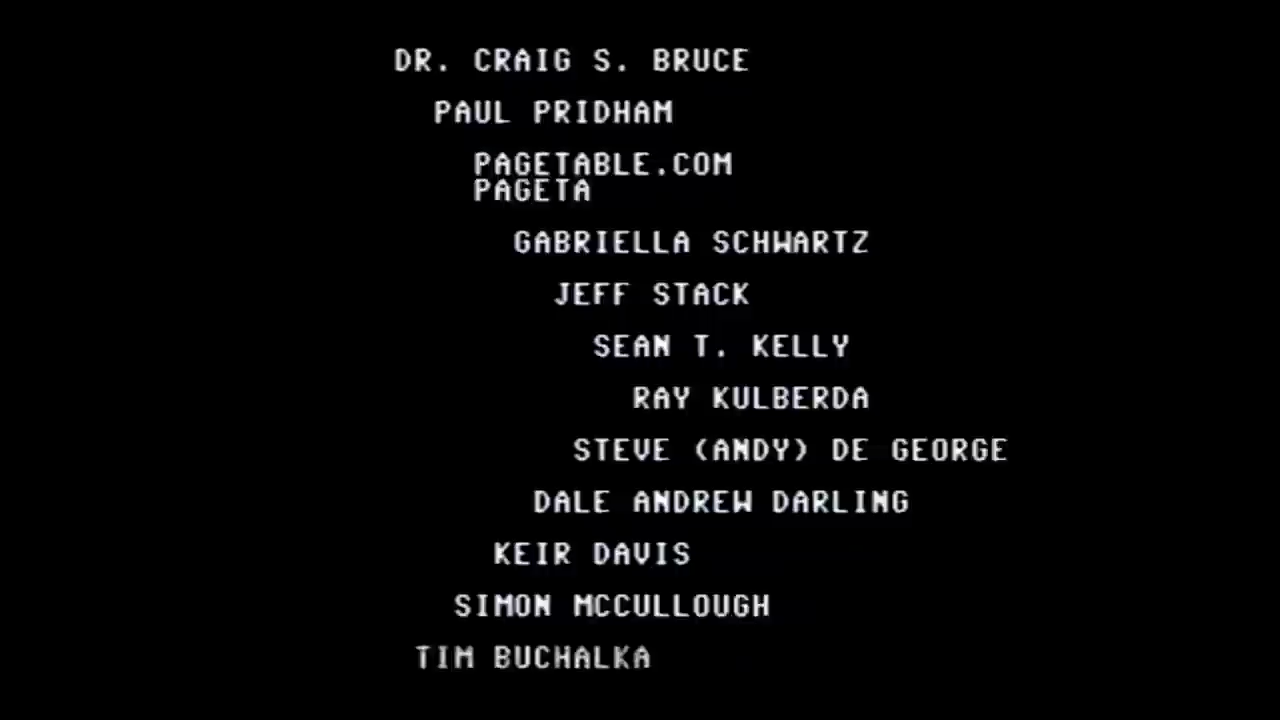 DR. CRAIG S. BRUCE
PAUL PRIDHAM
PAGETABLE.COM
PAGETA
GABRIELLA SCHWARTZ
JEFF STACK
SEAN T. KELLY
RAY KULBERDA
STEVE (ANDY) DE GEORGE
DALE ANDREW DARLING
KEIR DAVIS
SIMON MCCULLOUGH
TIM BUCHALKA